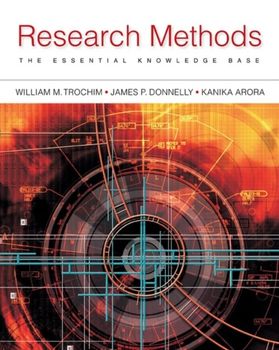 Research Methods
THE ESSENTIAL KNOWLEDGE BASE
WILLIAM M. TROCHIM • JAMES P. DONNELLY • KANIKA ARORA